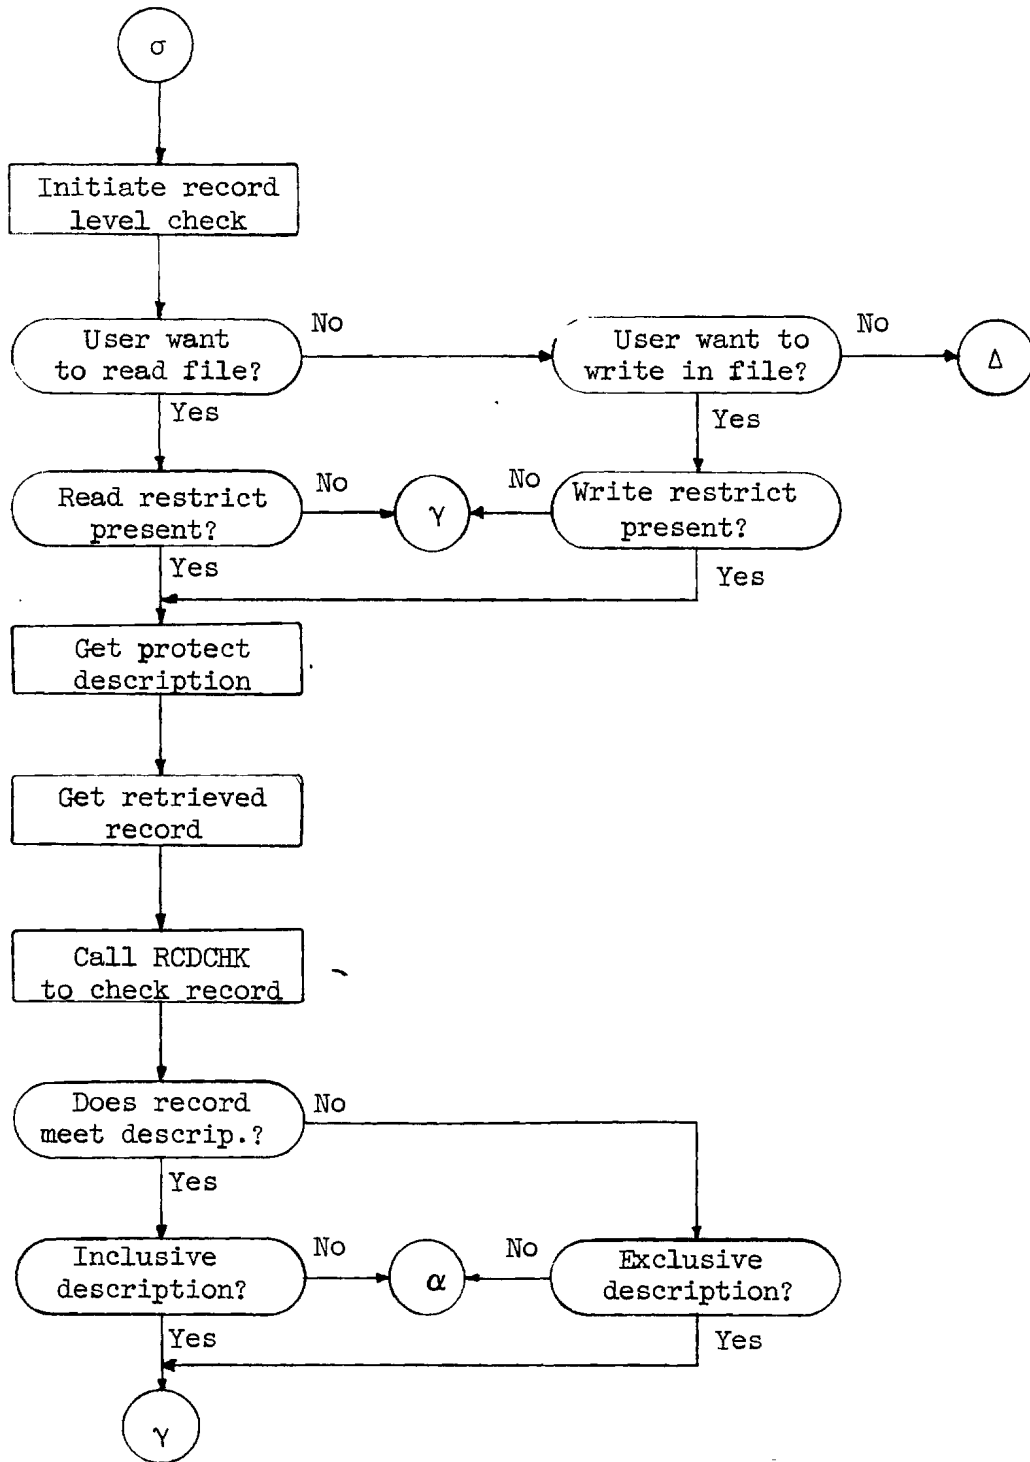 σ
Initiate record
level check
User want
to read file?
No
User want to
write in file?
No
Δ
Yes
Yes
Read restrict
present?
No
γ
No
Write restrict
present?
Yes
Yes
Get protect
description
Get retrieved
record
Call RCDCHK
to check record
Does record
meet descrip.?
No
Yes
Inclusive
description?
No
α
No
Exclusive
description?
Yes
Yes
γ